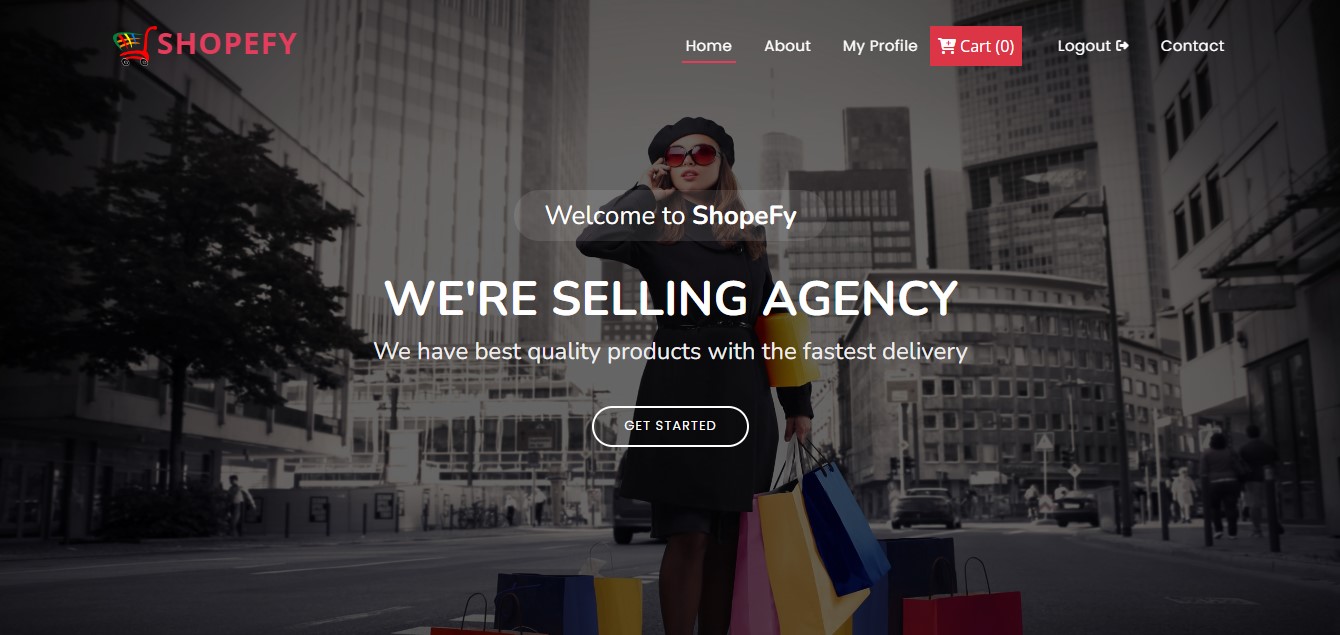 SHOPEFY
Home About My Profile Cart (0) Logout Contact
Welcome to ShopeFy
WE'RE SELLING AGENCY
We have best quality products with the fastest delivery
GET STARTED